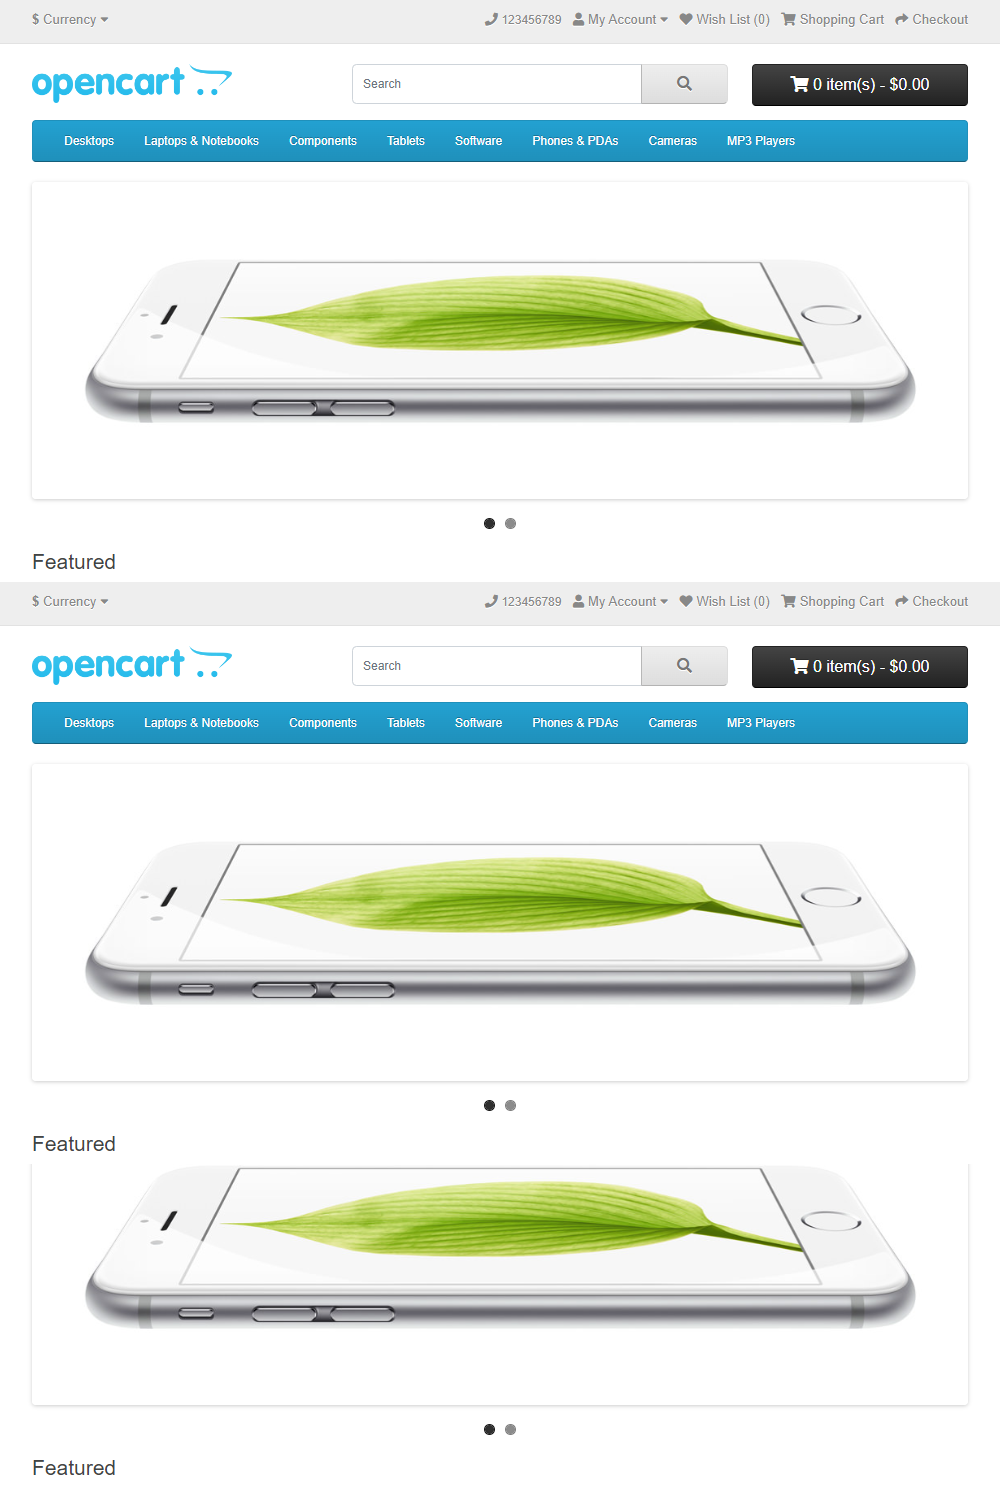 $ Currency 123456789 My Account Wish List (0) Shopping Cart Checkout
opencart Search 0 item(s) - $0.00
Desktops Laptops & Notebooks Components Tablets Software Phones & PDAs Cameras MP3 Players
Featured
$ Currency 123456789 My Account Wish List (0) Shopping Cart Checkout
opencart Search 0 item(s) - $0.00
Desktops Laptops & Notebooks Components Tablets Software Phones & PDAs Cameras MP3 Players
Featured
Featured